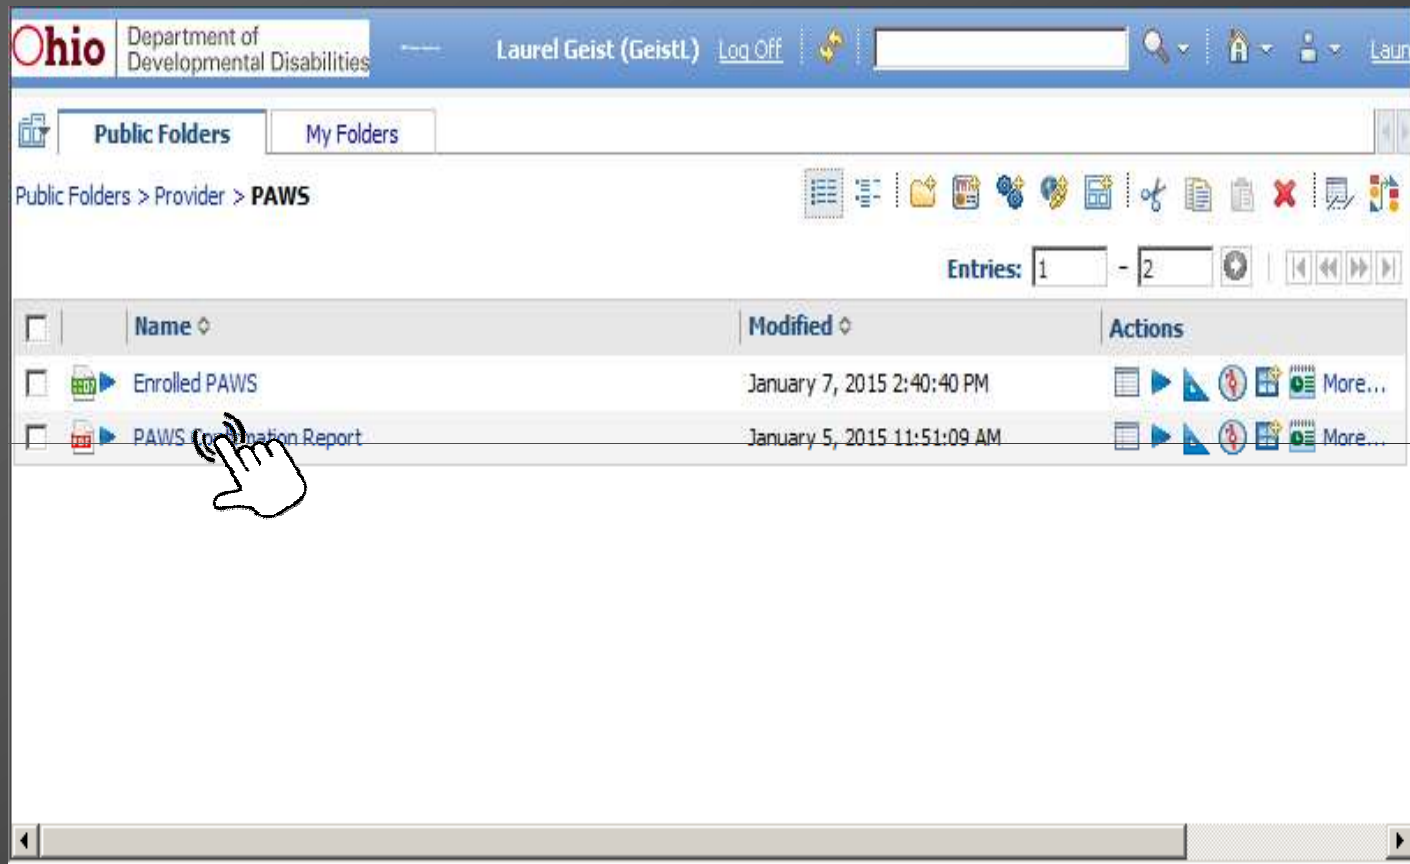 Ohio Department of
Developmental Disabilities
Laurel Geist (GeistL) Log Off
Public Folders My Folders
Public Folders > Provider > PAWS
Entries: 1 - 2
Name Modified Actions
Enrolled PAWS January 7, 2015 2:40:40 PM More...
PAWS Report January 5, 2015 11:51:09 AM More...